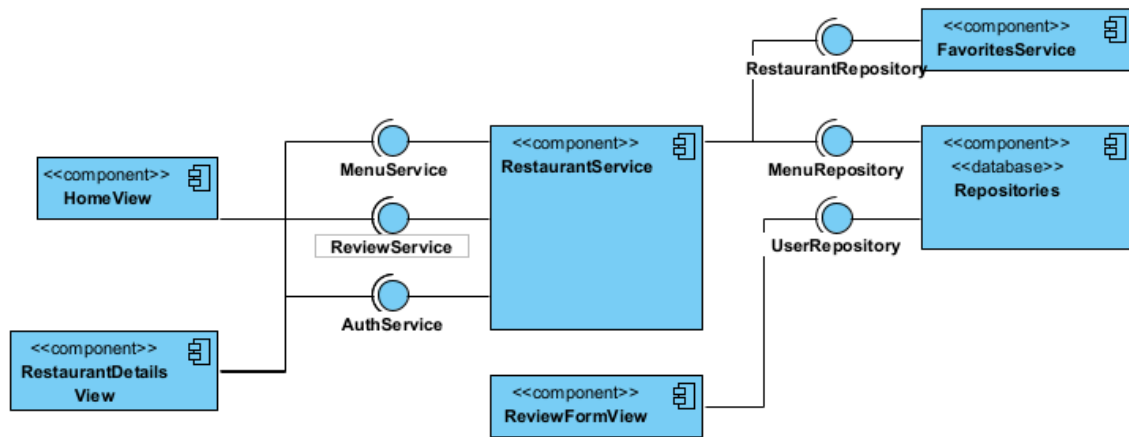 <<component>>
FavoritesService
RestaurantRepository
<<component>>
RestaurantService
<<component>>
<<database>>
Repositories
MenuService
MenuRepository
<<component>>
HomeView
ReviewService
UserRepository
AuthService
<<component>>
RestaurantDetails
View
<<component>>
ReviewFormView